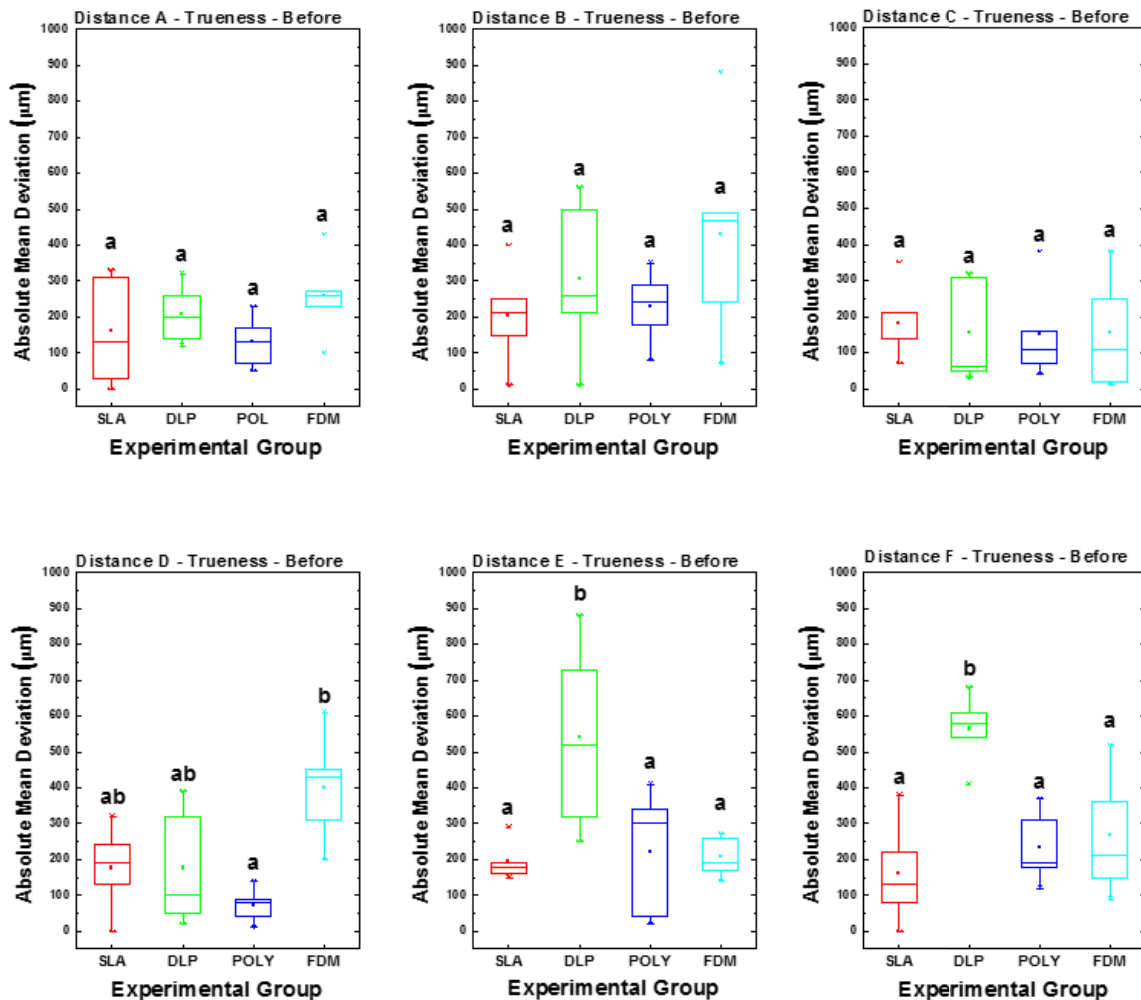 Distance A - Trueness - Before
Absolute Mean Deviation (μm)
1000
900
800
700
600
500
400
300
200
100
0
a a a a
SLA DLP POL FDM
Experimental Group
Distance B - Trueness - Before
Absolute Mean Deviation (μm)
1000
900
800
700
600
500
400
300
200
100
0
a a a a
SLA DLP POLY FDM
Experimental Group
Distance C - Trueness - Before
Absolute Mean Deviation (μm)
1000
900
800
700
600
500
400
300
200
100
0
a a a a
SLA DLP POLY FDM
Experimental Group
Distance D - Trueness - Before
Absolute Mean Deviation (μm)
1000
900
800
700
600
500
400
300
200
100
0
ab ab a b
SLA DLP POLY FDM
Experimental Group
Distance E - Trueness - Before
Absolute Mean Deviation (μm)
1000
900
800
700
600
500
400
300
200
100
0
a b a a
SLA DLP POLY FDM
Experimental Group
Distance F - Trueness - Before
Absolute Mean Deviation (μm)
1000
900
800
700
600
500
400
300
200
100
0
a b a a
SLA DLP POLY FDM
Experimental Group